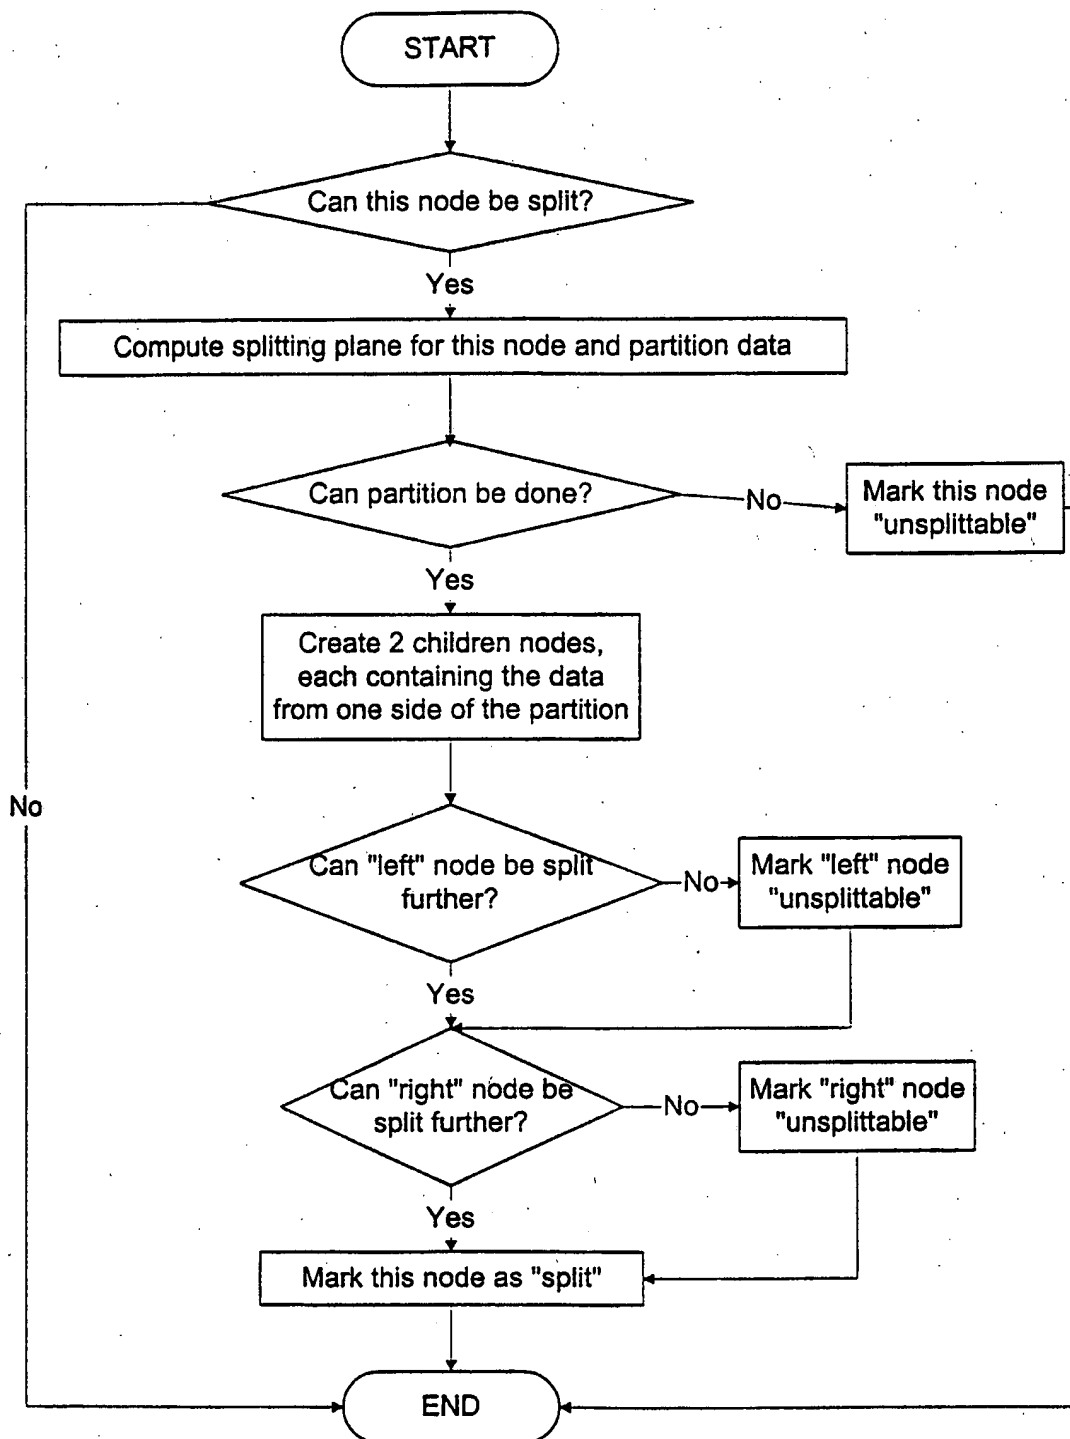 START
Can this node be split?
Yes
Compute splitting plane for this node and partition data
Can partition be done?
No
Mark this node
"unsplittable"
Yes
Create 2 children nodes,
each containing the data
from one side of the partition
No
Can "left" node be split
further?
No
Mark "left" node
"unsplittable"
Yes
Can "right" node be
split further?
No
Mark "right" node
"unsplittable"
Yes
Mark this node as "split"
END